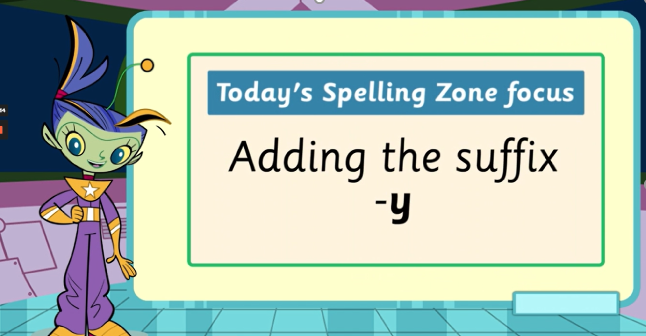 Today's Spelling Zone focus
Adding the suffix
-y